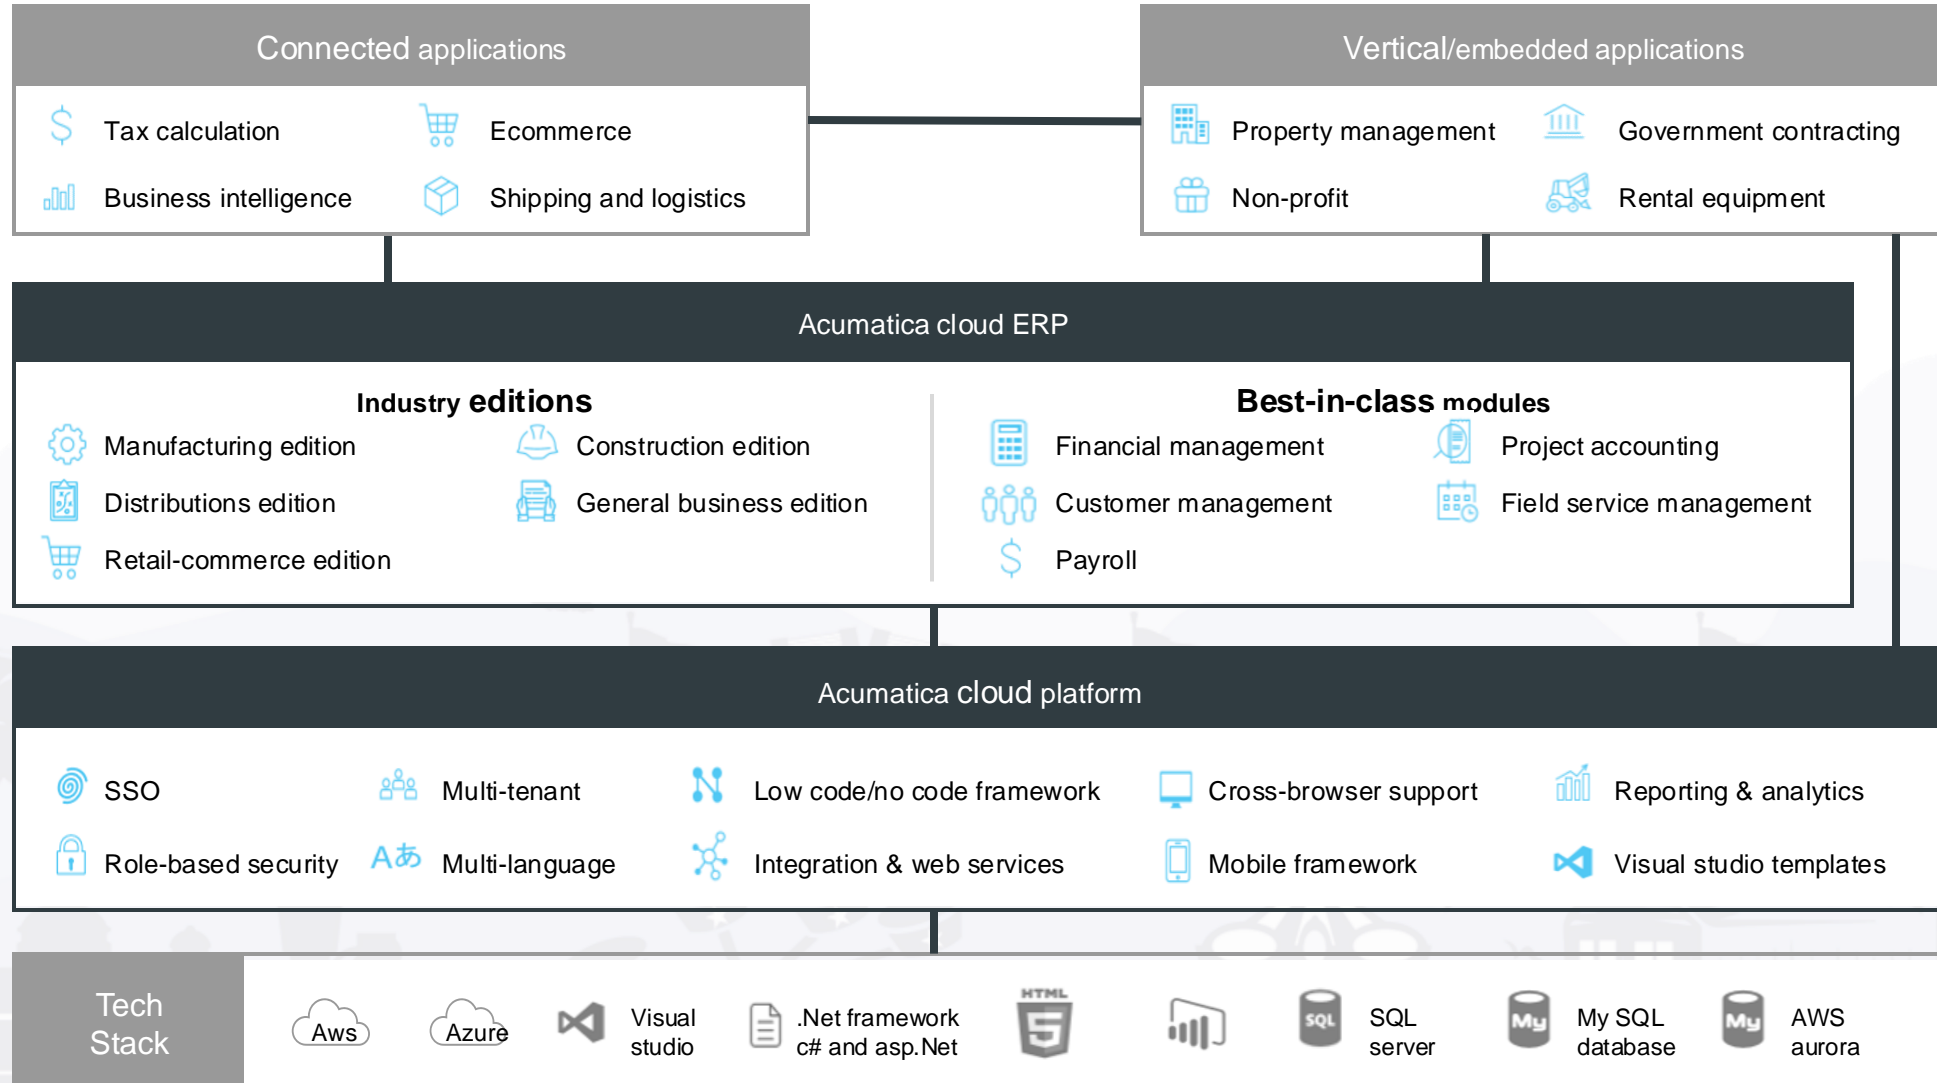 Connected applications
Vertical/embedded applications
Tax calculation
Ecommerce
Business intelligence
Shipping and logistics
Property management
Government contracting
Non-profit
Rental equipment
Acumatica cloud ERP
Industry editions
Manufacturing edition
Construction edition
Distributions edition
General business edition
Retail-commerce edition
Best-in-class modules
Financial management
Project accounting
Customer management
Field service management
Payroll
Acumatica cloud platform
SSO
Multi-tenant
Low code/no code framework
Cross-browser support
Reporting & analytics
Role-based security
Aあ
Multi-language
Integration & web services
Mobile framework
Visual studio templates
Tech
Stack
Aws
Azure
Visual
studio
.Net framework
c# and asp.Net
HTML
5
SQL
SQL
server
My
My SQL
database
My
AWS
aurora